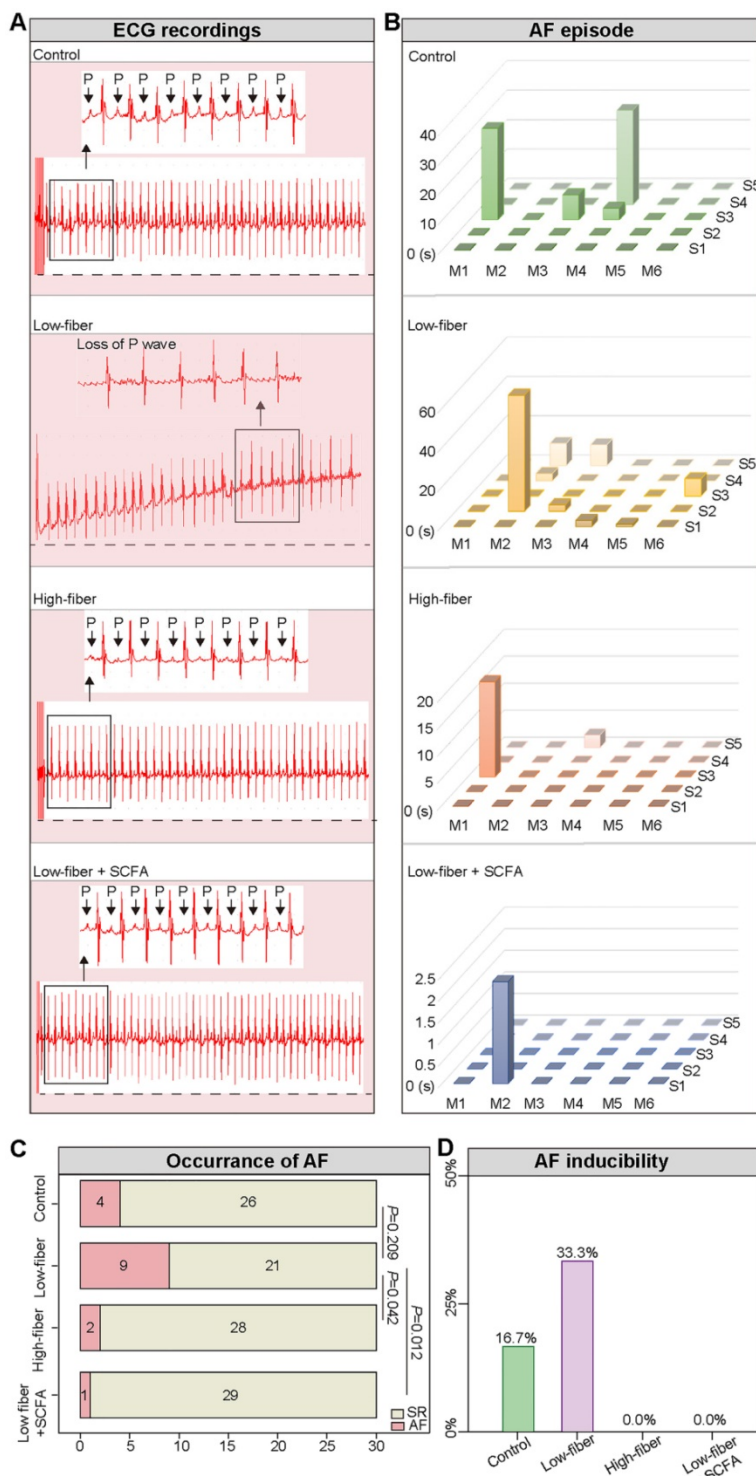 A
ECG recordings
Control
P P P P P P P P
Low-fiber
Loss of P wave
High-fiber
P P P P P P P P
Low-fiber + SCFA
P P P P P P P P P
B
AF episode
Control
40
30
20
10
0 (s)
M1 M2 M3 M4 M5 M6
S5
S4
S3
S2
S1
Low-fiber
60
40
20
0 (s)
M1 M2 M3 M4 M5 M6
S5
S4
S3
S2
S1
High-fiber
20
15
10
5
0 (s)
M1 M2 M3 M4 M5 M6
S5
S4
S3
S2
S1
Low-fiber + SCFA
2.5
2
1.5
1
0.5
0 (s)
M1 M2 M3 M4 M5 M6
S5
S4
S3
S2
S1
C
Occurrance of AF
Control
4 26
Low-fiber
9 21
High-fiber
2 28
Low fiber
+SCFA
1 29
P=0.209
P=0.042
P=0.012
SR
AF
0 5 10 15 20 25 30
D
AF inducibility
50%
25%
0%
16.7%
33.3%
0.0%
0.0%
Control
Low-fiber
High-fiber
Low-fiber
SCFA